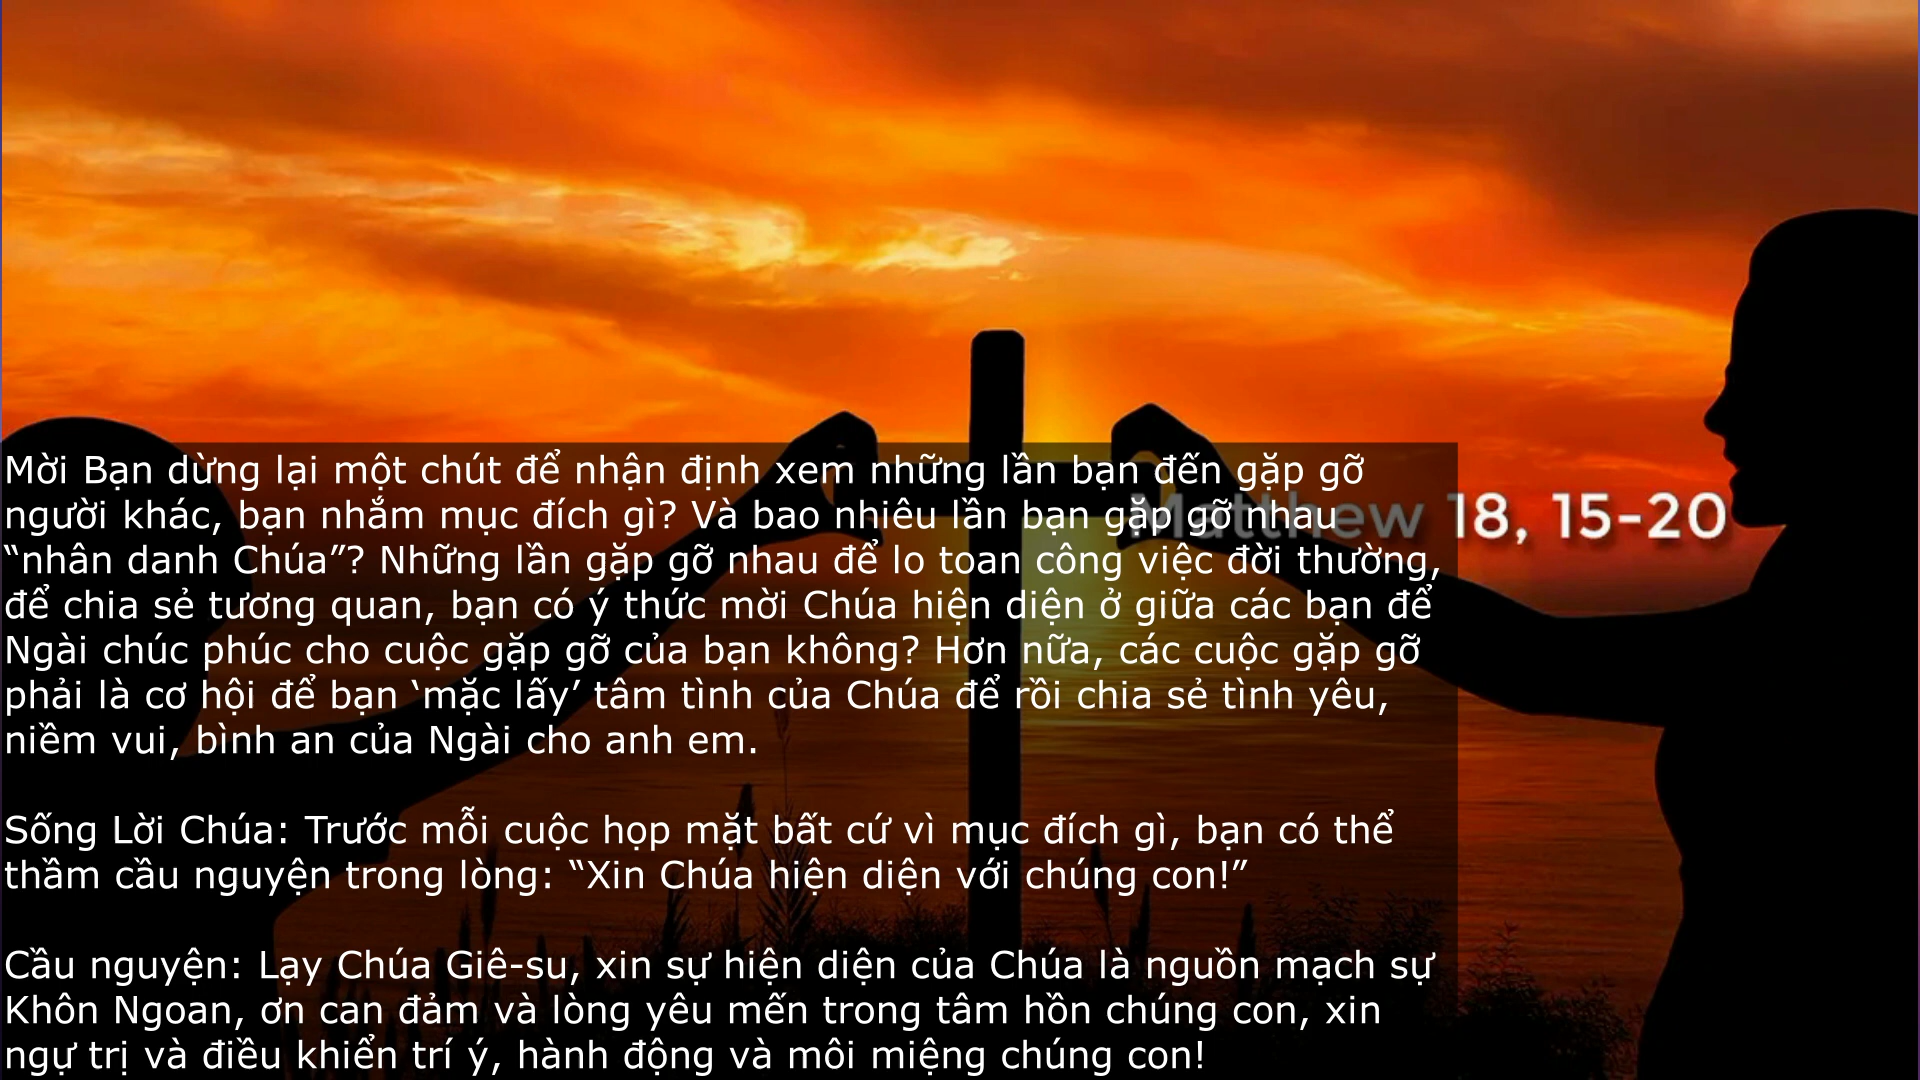 Mời Bạn dừng lại một chút để nhận định xem những lần bạn đến gặp gỡ
người khác, bạn nhắm mục đích gì? Và bao nhiêu lần bạn gặp gỡ nhau
“nhân danh Chúa”? Những lần gặp gỡ nhau để lo toan công việc đời thường,
để chia sẻ tương quan, bạn có ý thức mời Chúa hiện diện ở giữa các bạn để
Ngài chúc phúc cho cuộc gặp gỡ của bạn không? Hơn nữa, các cuộc gặp gỡ
phải là cơ hội để bạn ‘mặc lấy’ tâm tình của Chúa để rồi chia sẻ tình yêu,
niềm vui, bình an của Ngài cho anh em.
Sống Lời Chúa: Trước mỗi cuộc họp mặt bất cứ vì mục đích gì, bạn có thể
thầm cầu nguyện trong lòng: “Xin Chúa hiện diện với chúng con!”
Cầu nguyện: Lạy Chúa Giê-su, xin sự hiện diện của Chúa là nguồn mạch sự
Khôn Ngoan, ơn can đảm và lòng yêu mến trong tâm hồn chúng con, xin
ngự trị và điều khiển trí ý, hành động và môi miệng chúng con!
Matthew 18, 15-20